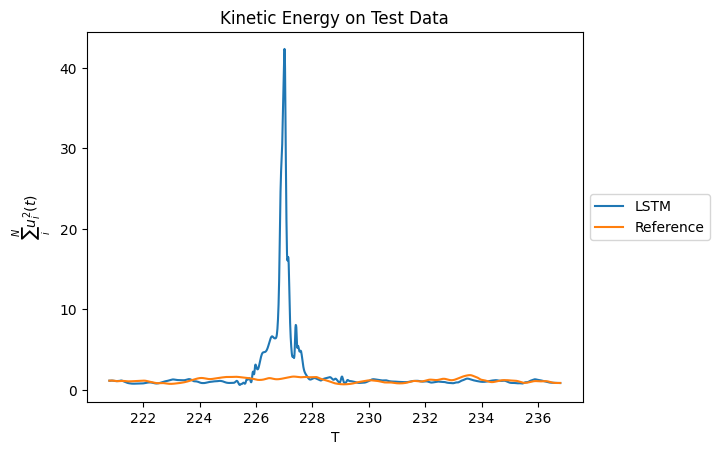 Kinetic Energy on Test Data
40
30
20
10
0
222 224 226 228 230 232 234 236
T
$\sum_i^N u_i^2(t)$
LSTM
Reference